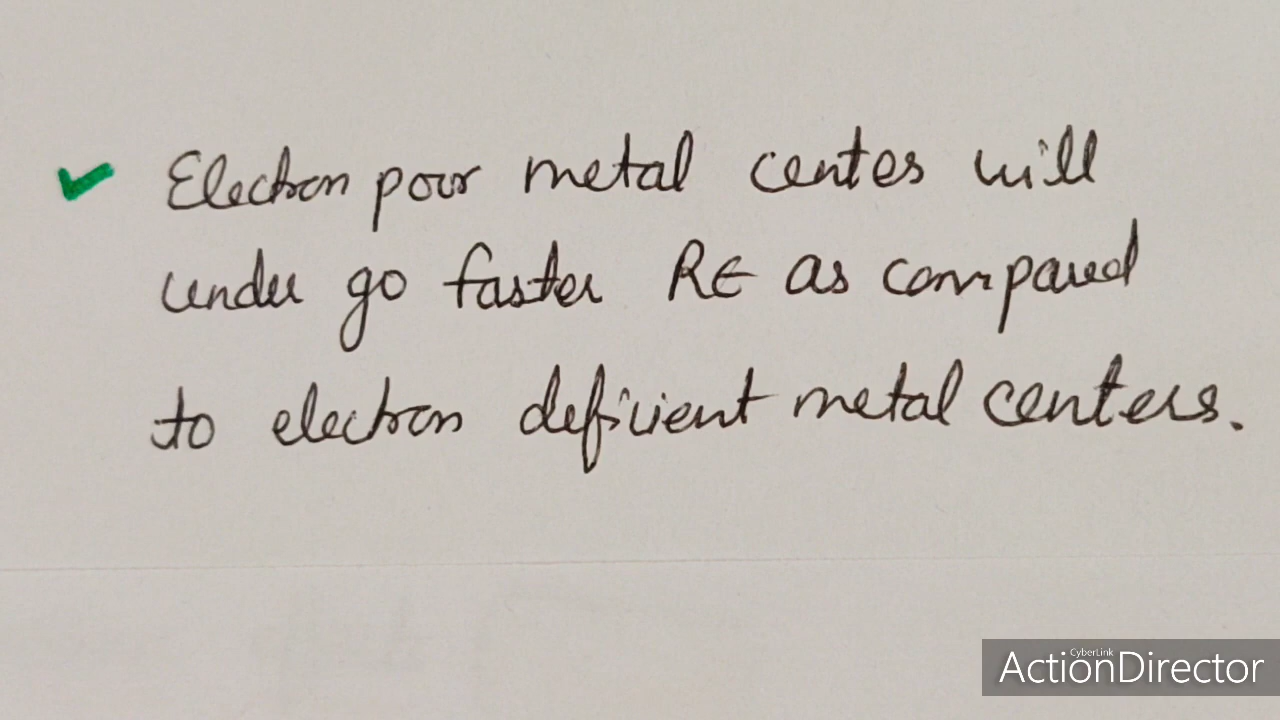 ✓ Electron poor metal centes will
under go faster RE as compared
to electron deficient metal centers.
CyberLink
ActionDirector